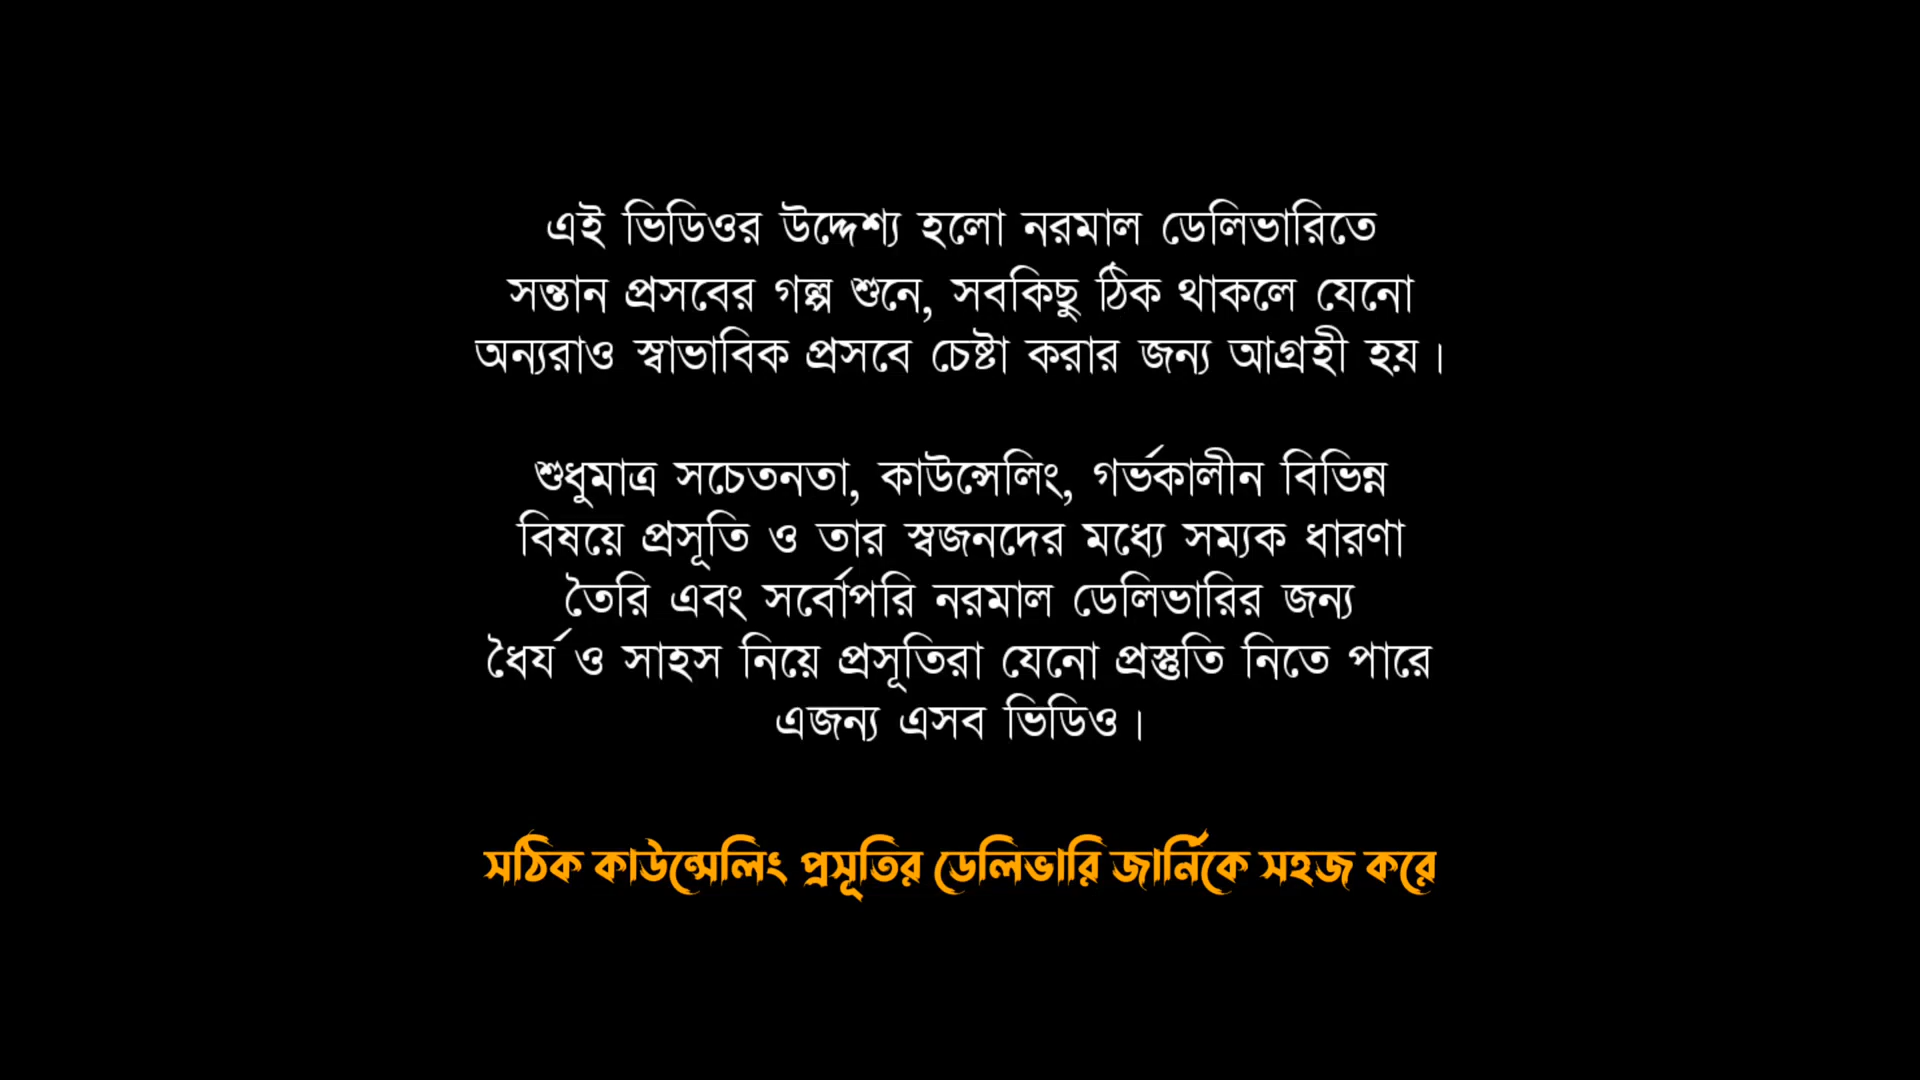 এই ভিডিওর উদ্দেশ্য হলো নরমাল ডেলিভারিতে
সন্তান প্রসবের গল্প শুনে, সবকিছু ঠিক থাকলে যেনো
অন্যরাও স্বাভাবিক প্রসবে চেষ্টা করার জন্য আগ্রহী হয়।
শুধুমাত্র সচেতনতা, কাউন্সেলিং, গর্ভকালীন বিভিন্ন
বিষয়ে প্রসূতি ও তার স্বজনদের মধ্যে সম্যক ধারণা
তৈরি এবং সর্বোপরি নরমাল ডেলিভারির জন্য
ধৈর্য ও সাহস নিয়ে প্রসূতিরা যেনো প্রস্তুতি নিতে পারে
এজন্য এসব ভিডিও।
সঠিক কাউন্সেলিং প্রসূতির ডেলিভারি জার্নিকে সহজ করে